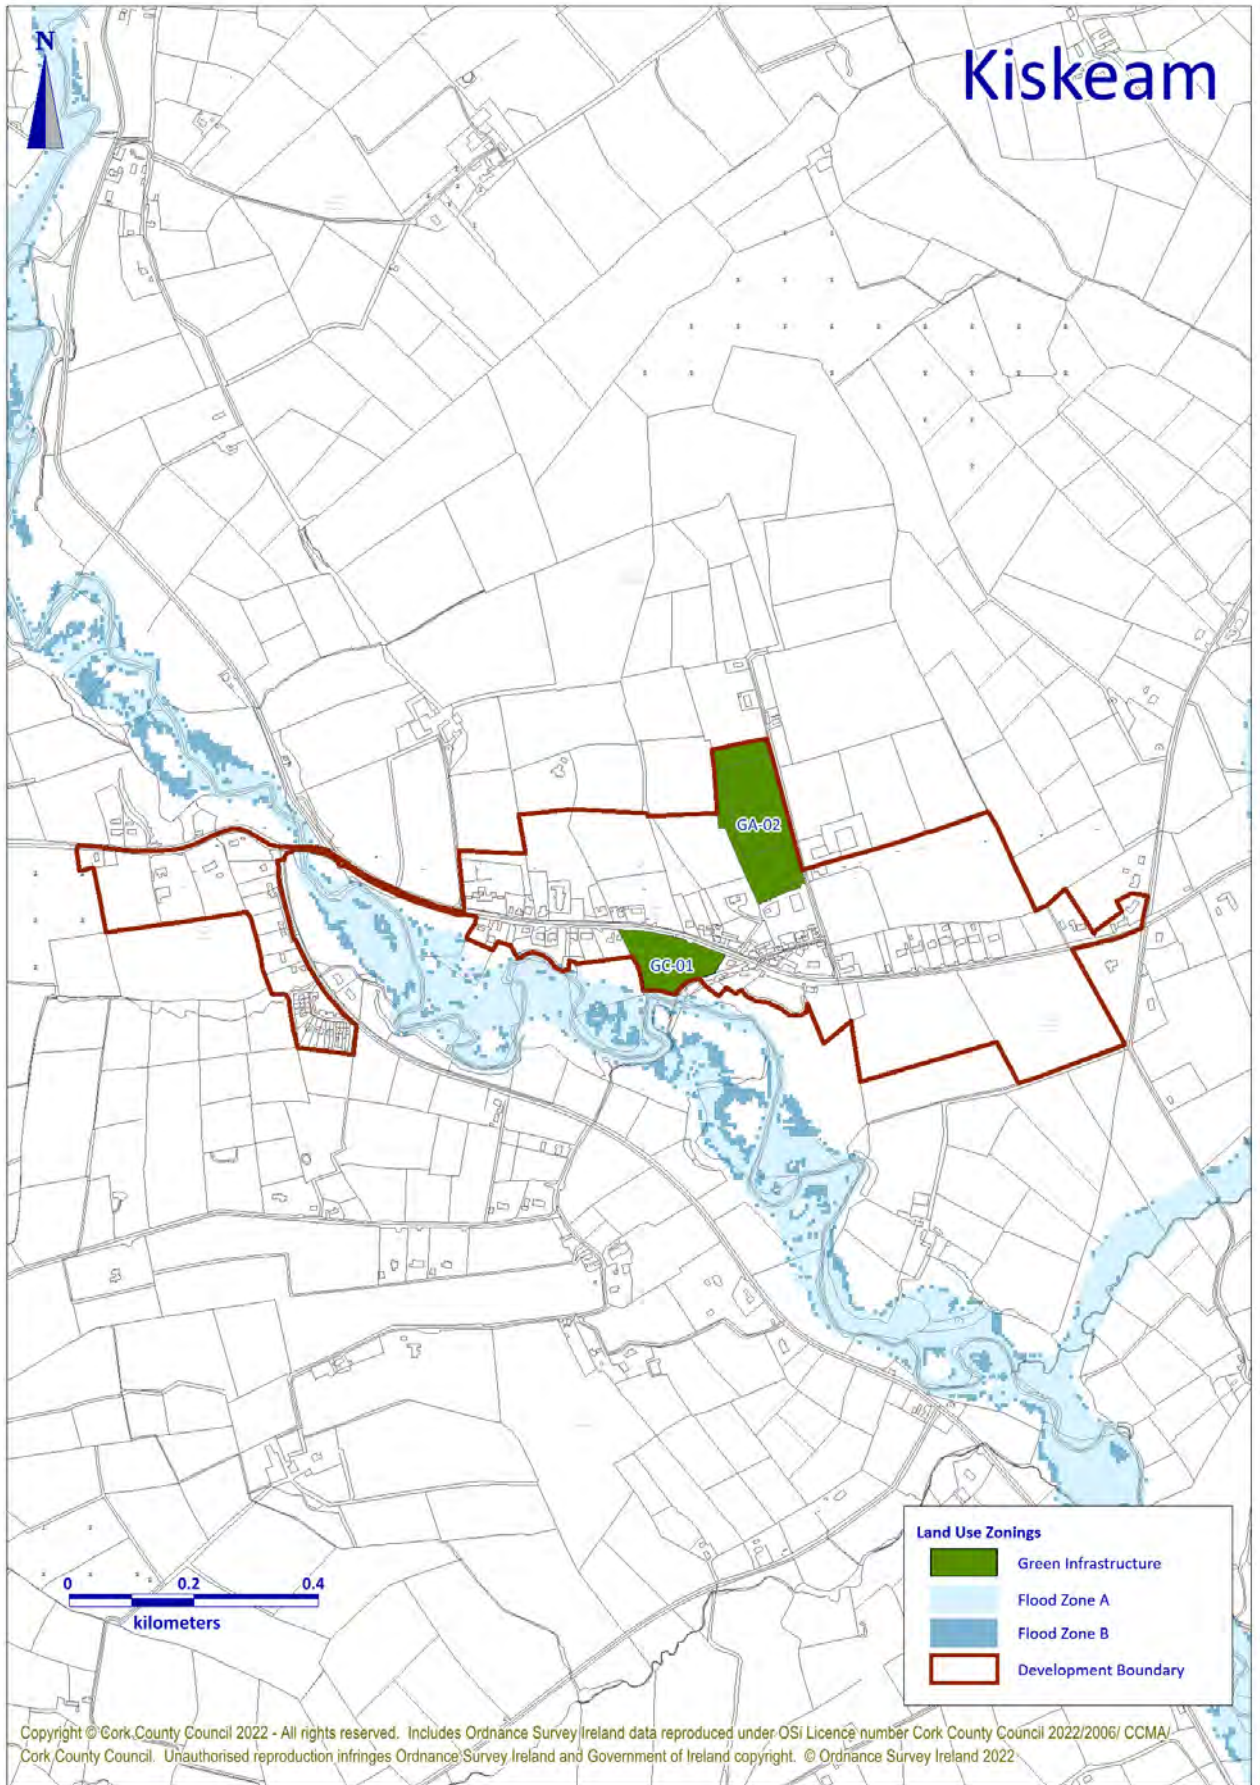 N
Kiskeam
GA-02
GC-01
0 0.2 0.4
kilometers
Land Use Zonings
Green Infrastructure
Flood Zone A
Flood Zone B
Development Boundary
Copyright © Cork County Council 2022 - All rights reserved. Includes Ordnance Survey Ireland data reproduced under OSi Licence number Cork County Council 2022/2006/ CCMA/
Cork County Council. Unauthorised reproduction infringes Ordnance Survey Ireland and Government of Ireland copyright. © Ordnance Survey Ireland 2022